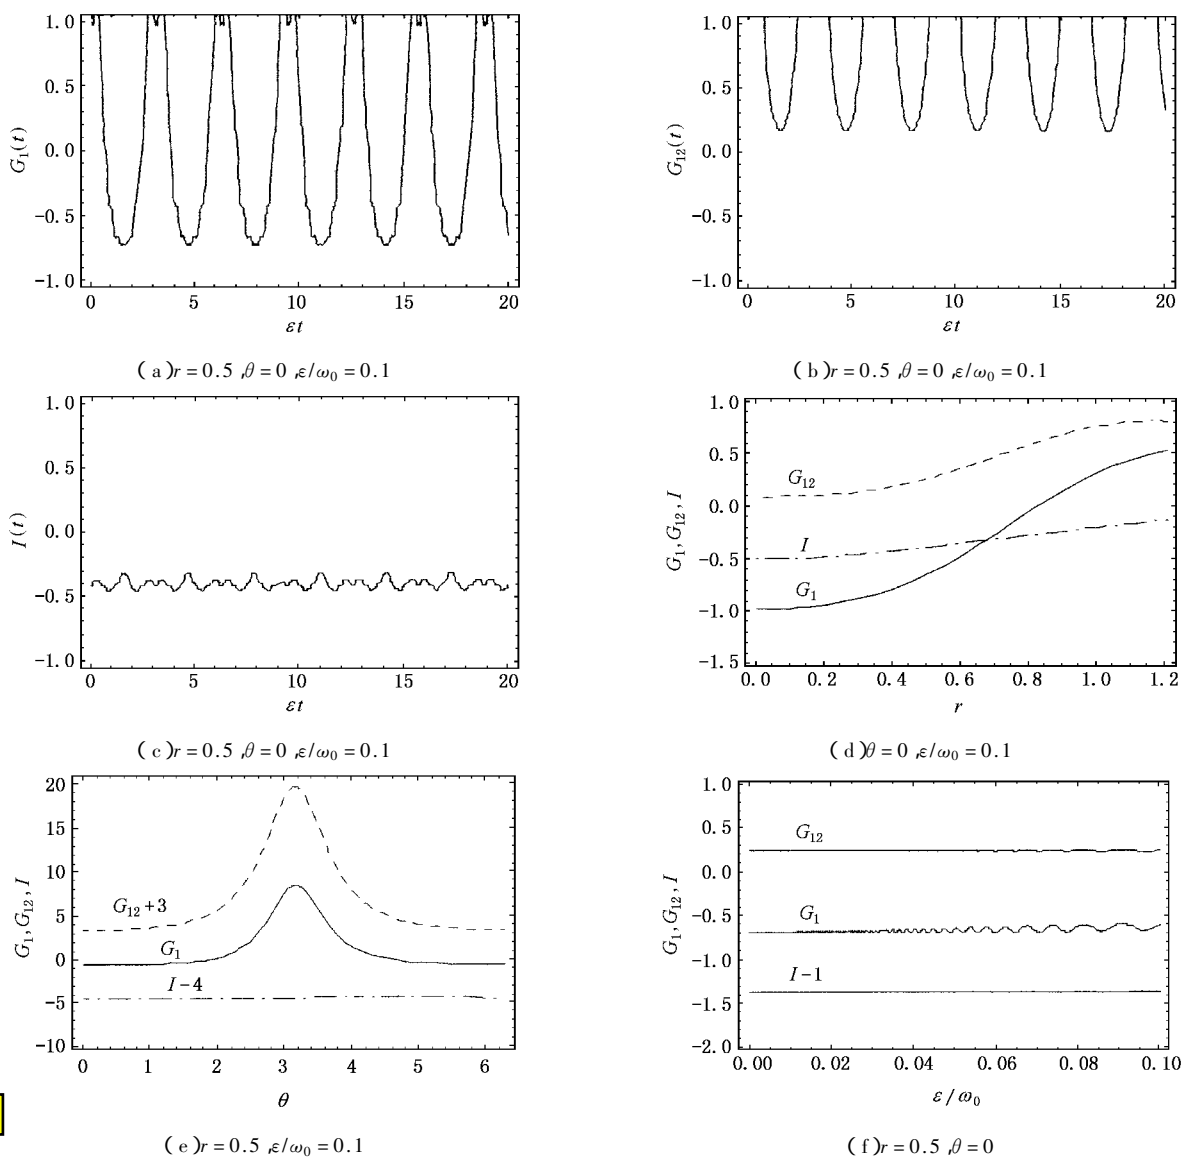 1.0
0.5
0.0
-0.5
-1.0
G₁(t)
0 5 10 15 20
εt
(a)r=0.5,θ=0,ε/ω₀=0.1
1.0
0.5
0.0
-0.5
-1.0
G₁₂(t)
0 5 10 15 20
εt
(b)r=0.5,θ=0,ε/ω₀=0.1
1.0
0.5
0.0
-0.5
-1.0
I(t)
0 5 10 15 20
εt
(c)r=0.5,θ=0,ε/ω₀=0.1
1.0
0.5
0.0
-0.5
-1.0
-1.5
G₁,G₁₂,I
G₁₂
I
G₁
0.0 0.2 0.4 0.6 0.8 1.0 1.2
r
(d)θ=0,ε/ω₀=0.1
20
15
10
5
0
-5
-10
G₁,G₁₂,I
G₁₂+3
G₁
I-4
0 1 2 3 4 5 6
θ
(e)r=0.5,ε/ω₀=0.1
1.0
0.5
0.0
-0.5
-1.0
-1.5
-2.0
G₁,G₁₂,I
G₁₂
G₁
I-1
0.00 0.02 0.04 0.06 0.08 0.10
ε/ω₀
(f)r=0.5,θ=0